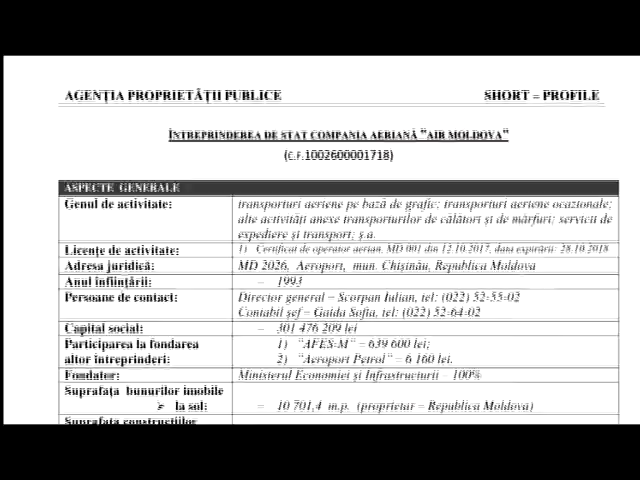 AGENȚIA PROPRIETĂȚII PUBLICE SHORT – PROFILE
ÎNTREPRINDEREA DE STAT COMPANIA AERIANĂ "AIR MOLDOVA"
(C.F.1002600001718)
ASPECTE GENERALE
Genul de activitate: transporturi aeriene pe bază de grafic; transporturi aeriene ocazionale;
alte activități anexe transporturilor de călători și de mărfuri; servicii de
expediere și transport; ș.a.
Licențe de activitate: 1) Certificat de operator aerian, MD 001 din 12.10.2017, data expirării: 28.10.2018
Adresa juridică: MD 2026, Aeroport, mun. Chișinău, Republica Moldova
Anul înființării: – 1993
Persoane de contact: Director general – Scorpan Iulian, tel: (022) 52-55-02
Contabil șef – Gaida Sofia, tel: (022) 52-64-02
Capital social: – 301 476 209 lei
Participarea la fondarea 1) "AFES-M" – 639 600 lei;
altor întreprinderi: 2) "Aeroport Petrol" – 6 160 lei.
Fondator: Ministerul Economiei și Infrastructurii – 100%
Suprafața bunurilor imobile
➢ la sol: – 10 701,4 m.p. (proprietar – Republica Moldova)
Suprafața construcțiilor